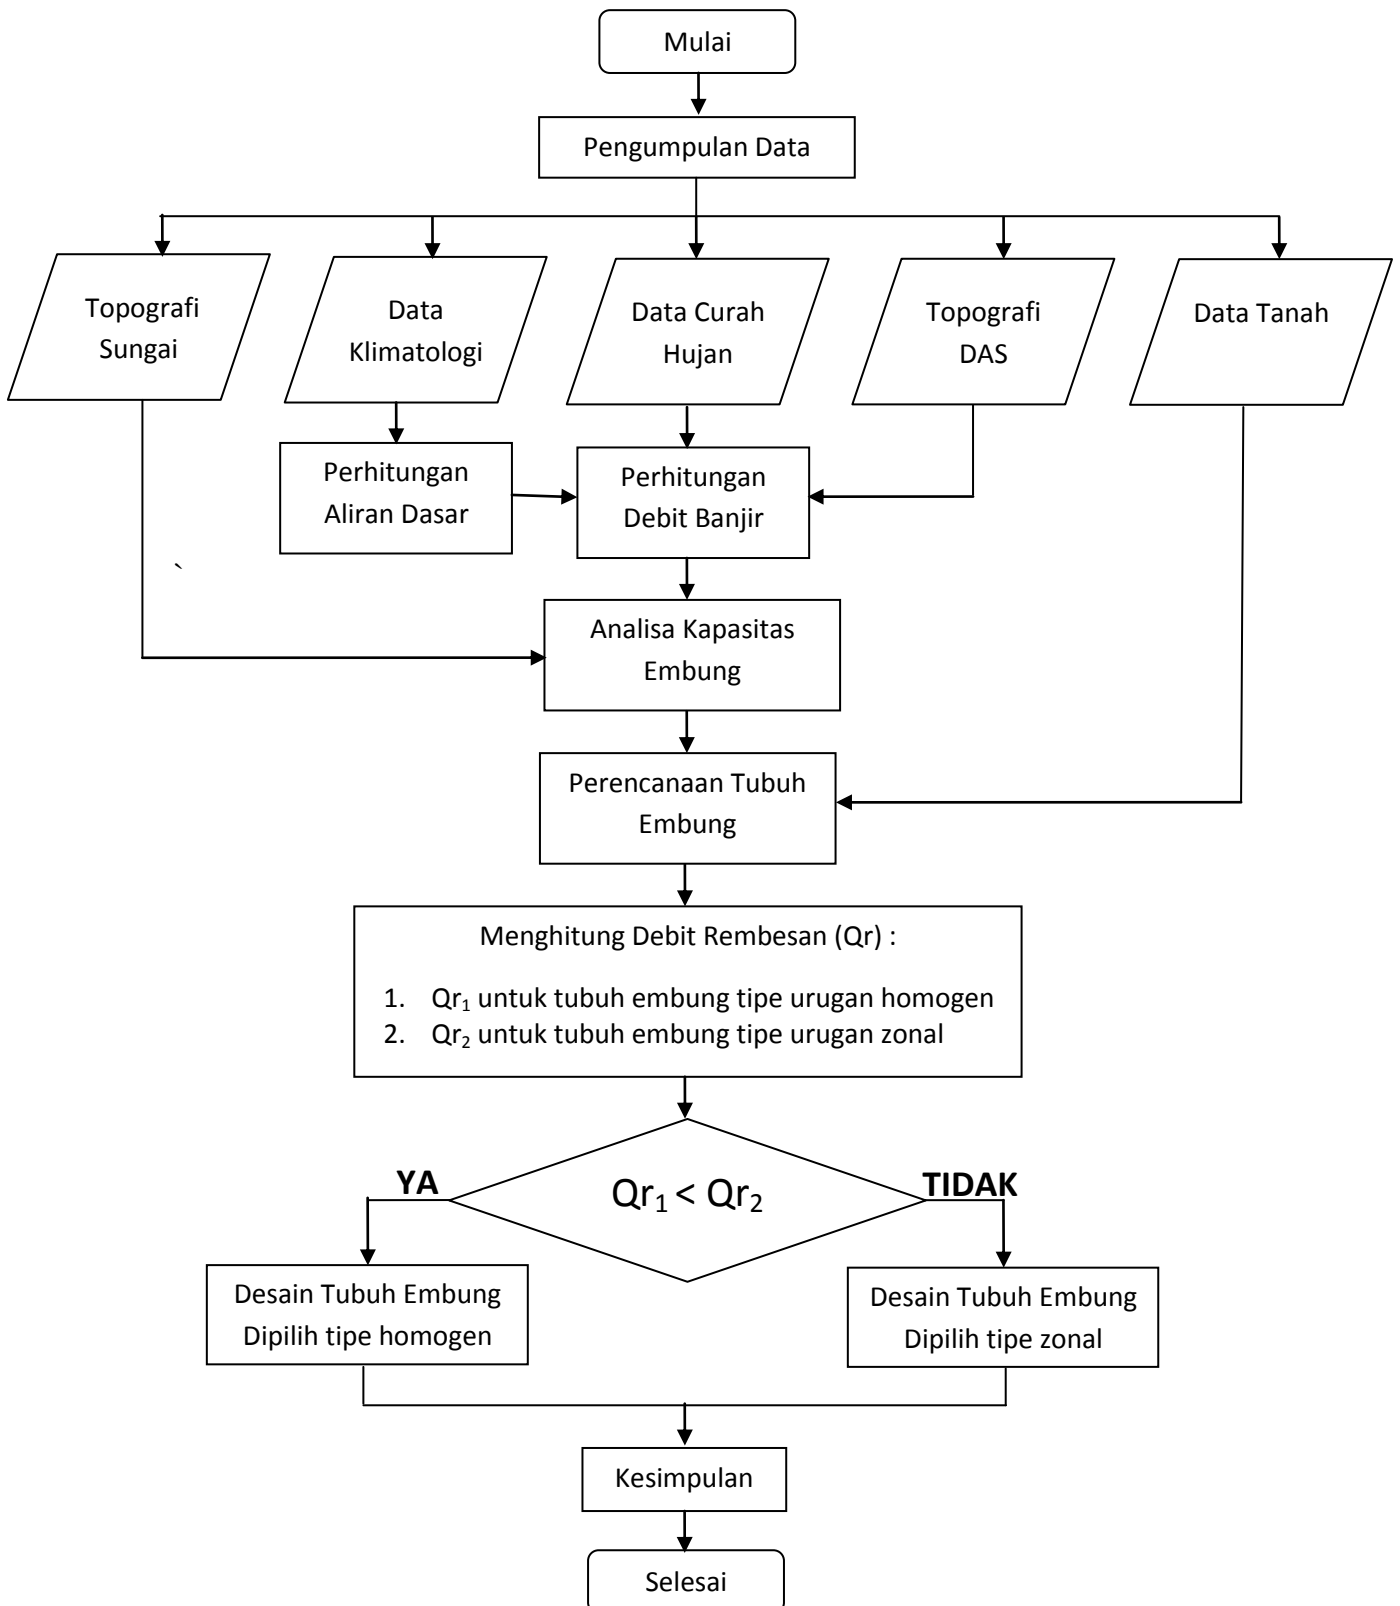 Mulai
Pengumpulan Data
Topografi
Sungai
Data
Klimatologi
Data Curah
Hujan
Topografi
DAS
Data Tanah
Perhitungan
Aliran Dasar
Perhitungan
Debit Banjir
`
Analisa Kapasitas
Embung
Perencanaan Tubuh
Embung
Menghitung Debit Rembesan (Qr) :
1. Qr₁ untuk tubuh embung tipe urugan homogen
2. Qr₂ untuk tubuh embung tipe urugan zonal
YA
Qr₁ < Qr₂
TIDAK
Desain Tubuh Embung
Dipilih tipe homogen
Desain Tubuh Embung
Dipilih tipe zonal
Kesimpulan
Selesai